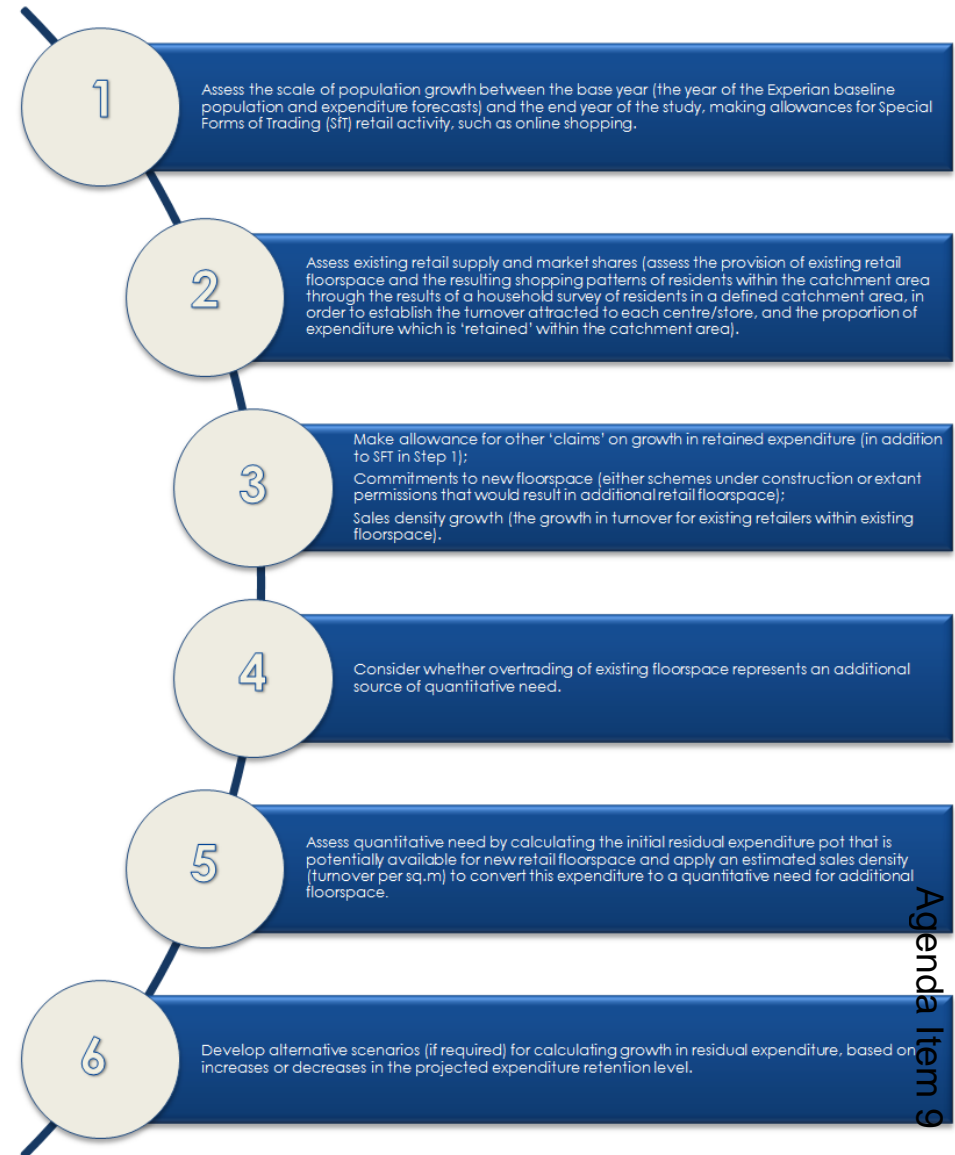 1
Assess the scale of population growth between the base year (the year of the Experian baseline
population and expenditure forecasts) and the end year of the study, making allowances for Special
Forms of Trading (SfT) retail activity, such as online shopping.
2
Assess existing retail supply and market shares (assess the provision of existing retail
floorspace and the resulting shopping patterns of residents within the catchment area
through the results of a household survey of residents in a defined catchment area, in
order to establish the turnover attracted to each centre/store, and the proportion of
expenditure which is ‘retained’ within the catchment area).
3
Make allowance for other ‘claims’ on growth in retained expenditure (in addition
to SFT in Step 1);
Commitments to new floorspace (either schemes under construction or extant
permissions that would result in additional retail floorspace);
Sales density growth (the growth in turnover for existing retailers within existing
floorspace).
4
Consider whether overtrading of existing floorspace represents an additional
source of quantitative need.
5
Assess quantitative need by calculating the initial residual expenditure pot that is
potentially available for new retail floorspace and apply an estimated sales density
(turnover per sq.m) to convert this expenditure to a quantitative need for additional
floorspace.
6
Develop alternative scenarios (if required) for calculating growth in residual expenditure, based on
increases or decreases in the projected expenditure retention level.
Agenda Item 9